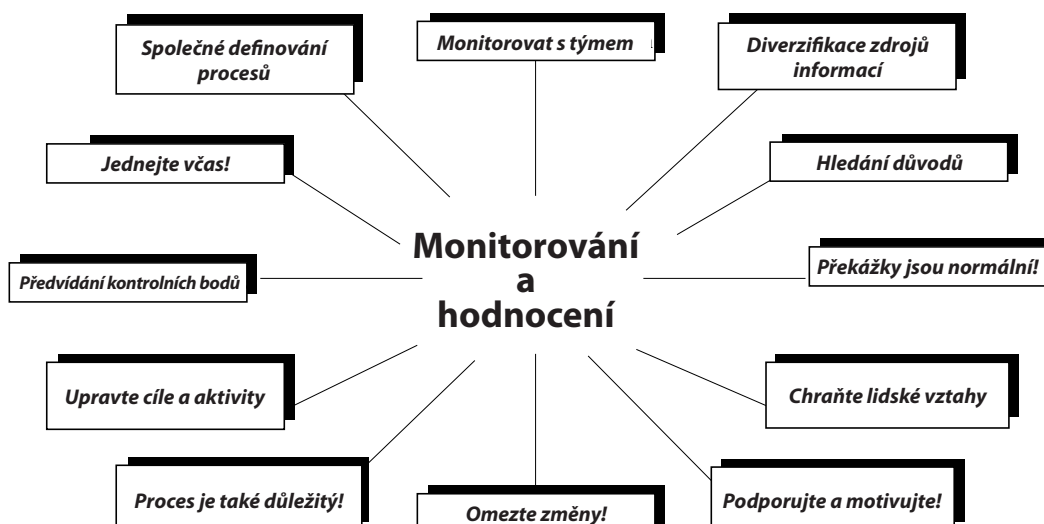 Společné definování
procesů
Monitorovat s týmem
Diverzifikace zdrojů
informací
Jednejte včas!
Hledání důvodů
Monitorování
a
hodnocení
Předvídání kontrolních bodů
Překážky jsou normální!
Upravte cíle a aktivity
Chraňte lidské vztahy
Proces je také důležitý!
Omezte změny!
Podporujte a motivujte!